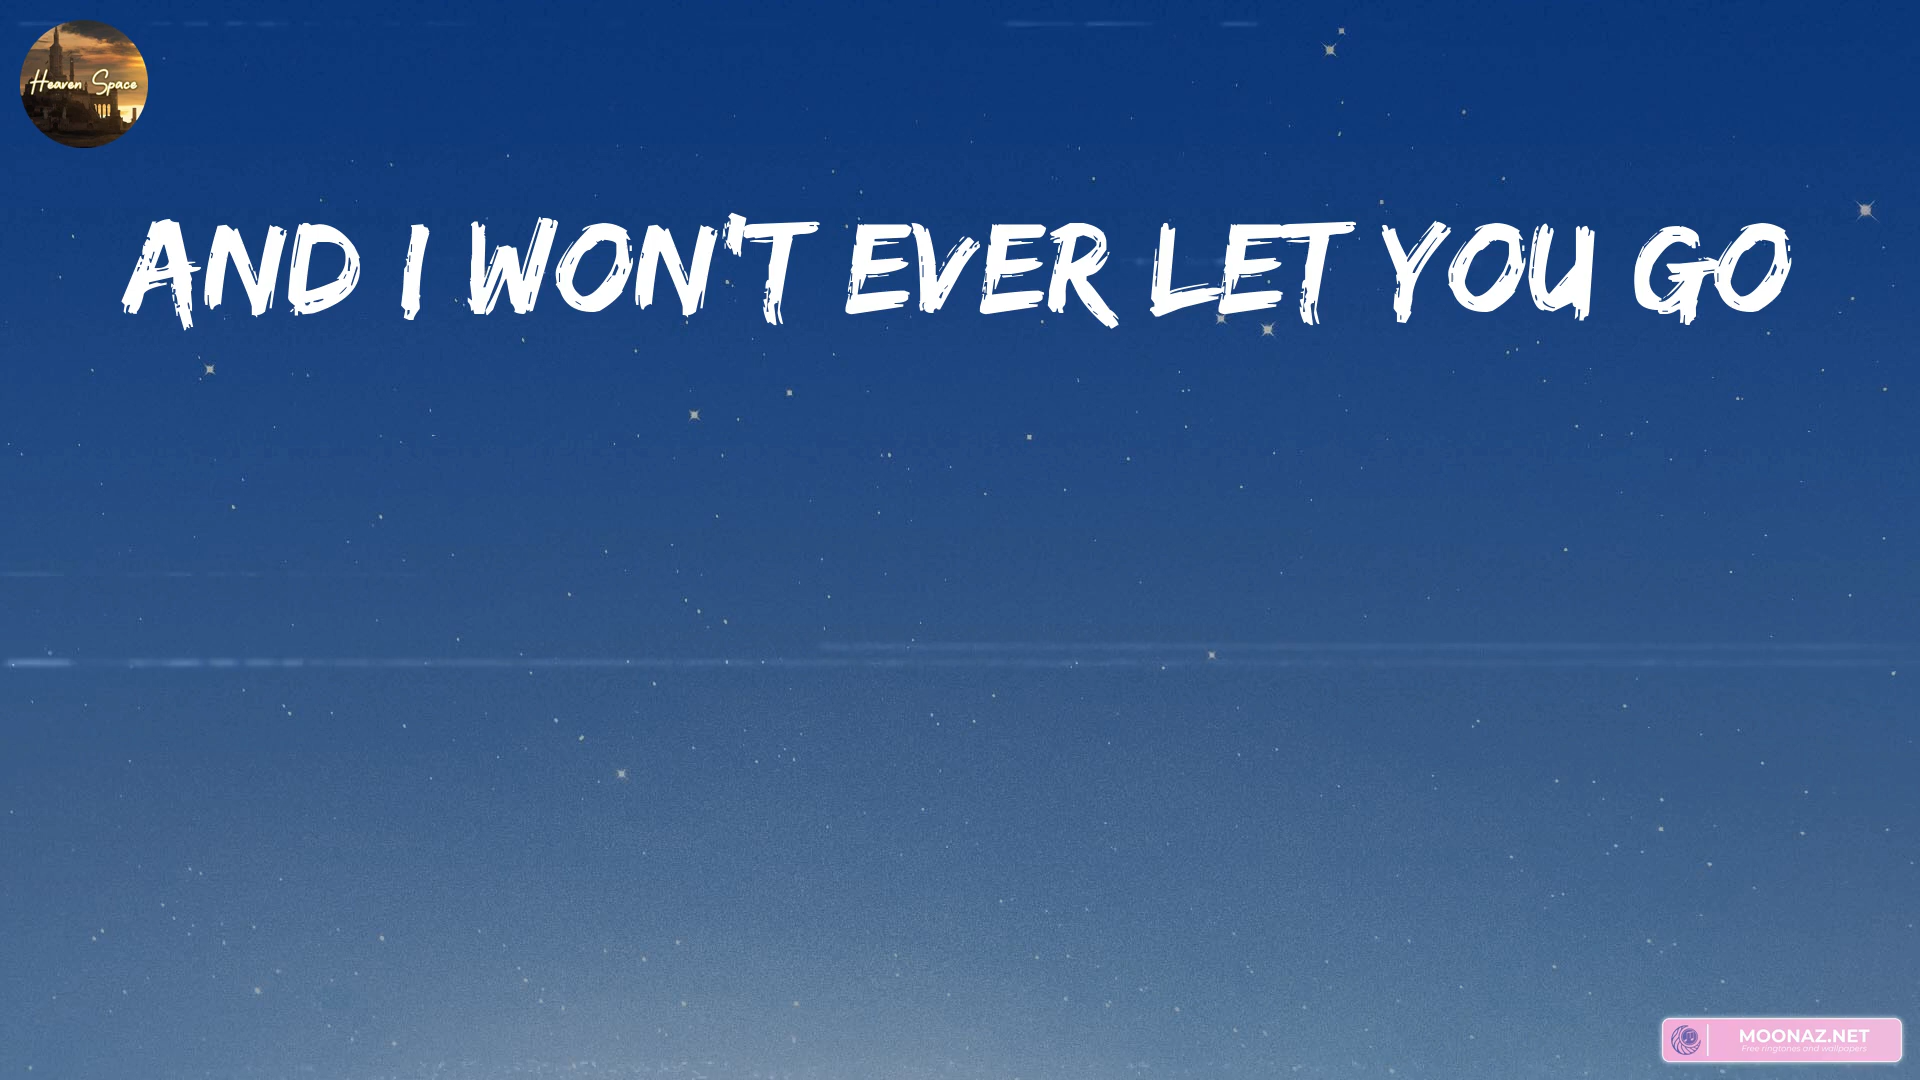 Heaven Space
AND I WON'T EVER LET YOU GO
MOONAZ.NET
Free ringtones and wallpapers